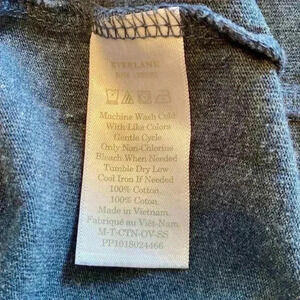 EVERLANE
Machine Wash Cold
With Like Colors
Gentle Cycle
Only Non-Chlorine
Bleach When Needed
Tumble Dry Low
Cool Iron If Needed
100% Cotton
100% Coton
Made in Vietnam.
Fabriqué au Viêt-Nam.
M-T-CTN-OV-SS
PP1018024466